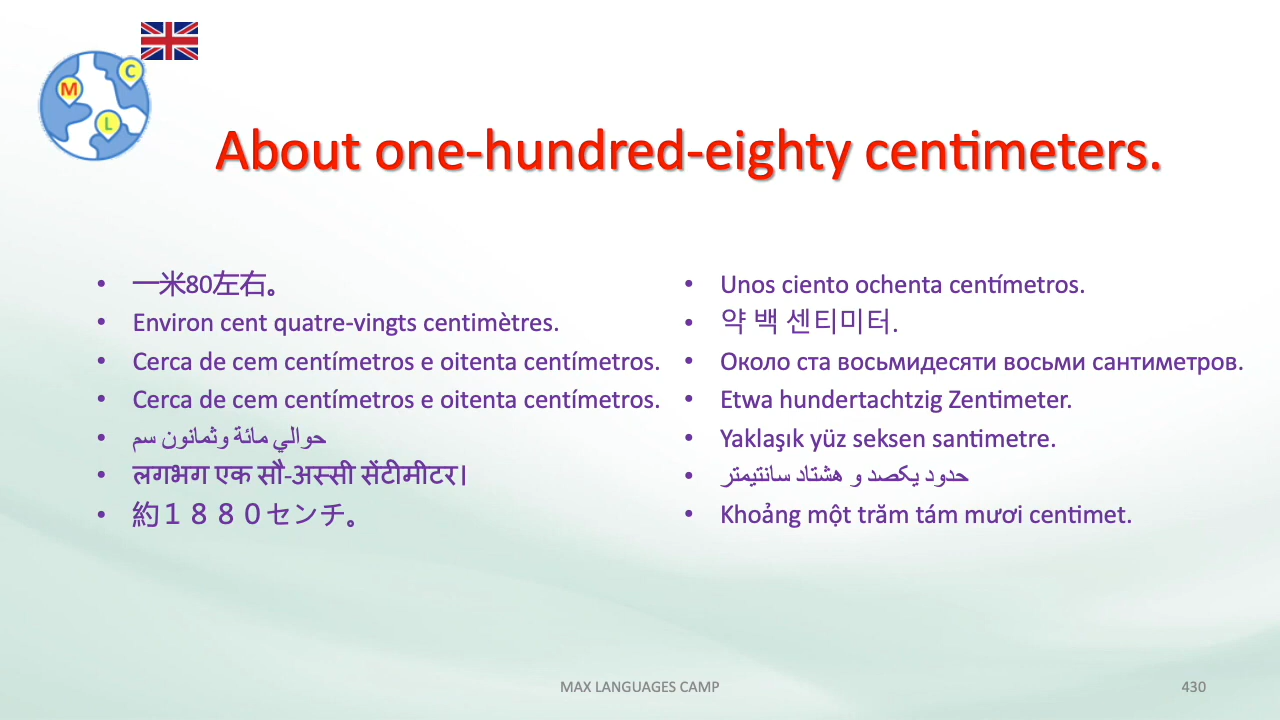 C
M
L
About one-hundred-eighty centimeters.
• 一米80左右。
• Environ cent quatre-vingts centimètres.
• Cerca de cem centímetros e oitenta centímetros.
• Cerca de cem centímetros e oitenta centímetros.
• حوالي مائة وثمانون سم
• लगभग एक सौ-अस्सी सेंटीमीटर।
• 約１８８０センチ。
• Unos ciento ochenta centímetros.
• 약 백 센티미터.
• Около ста восьмидесяти восьми сантиметров.
• Etwa hundertachtzig Zentimeter.
• Yaklaşık yüz seksen santimetre.
• حدود یکصد و هشتاد سانتیمتر
• Khoảng một trăm tám mươi centimet.
MAX LANGUAGES CAMP
430